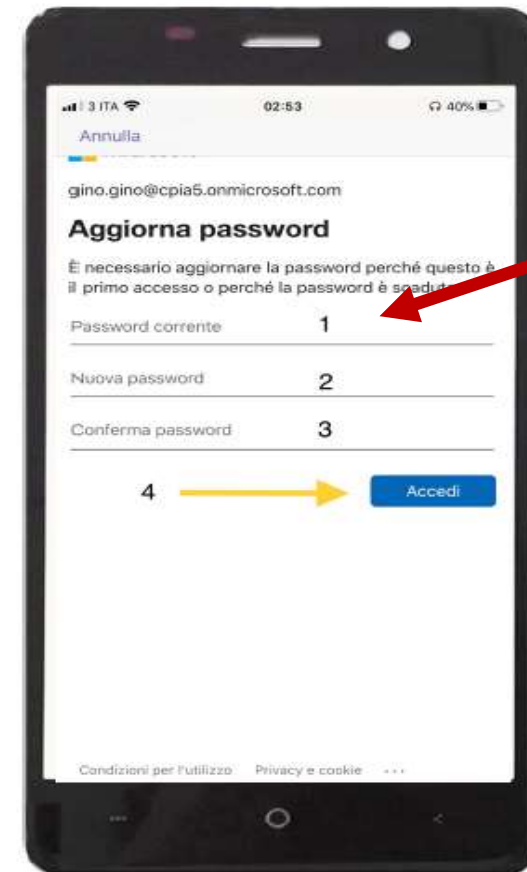 3 ITA 02:53 40%
Annulla
gino.gino@cpia5.onmicrosoft.com
Aggiorna password
È necessario aggiornare la password perché questo è
il primo accesso o perché la password è scaduta
Password corrente 1
Nuova password 2
Conferma password 3
4 Accedi
Condizioni per l'utilizzo Privacy e cookie ...